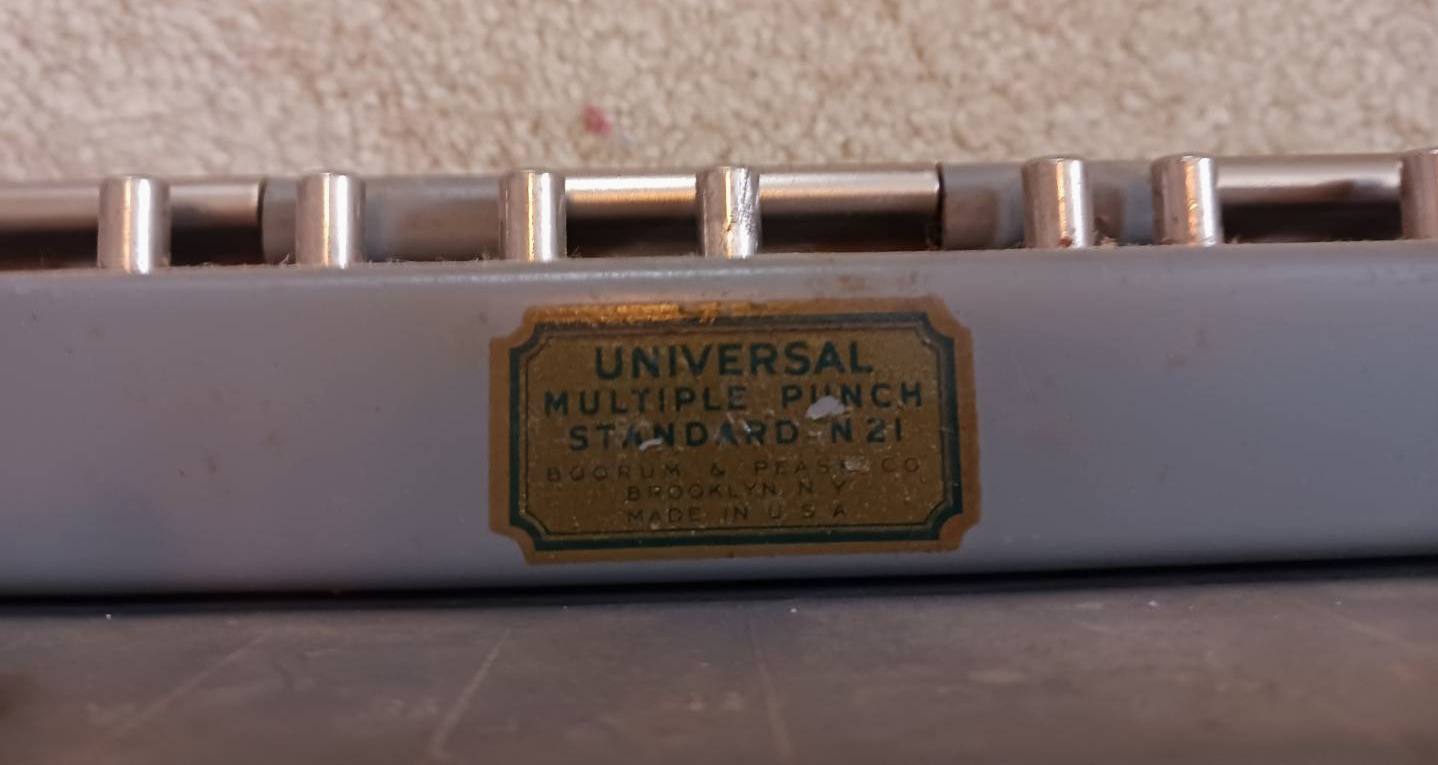 UNIVERSAL
MULTIPLE PUNCH
STANDARD N 21
BOORUM & PEASE CO
BROOKLYN, N Y
MADE IN U S A